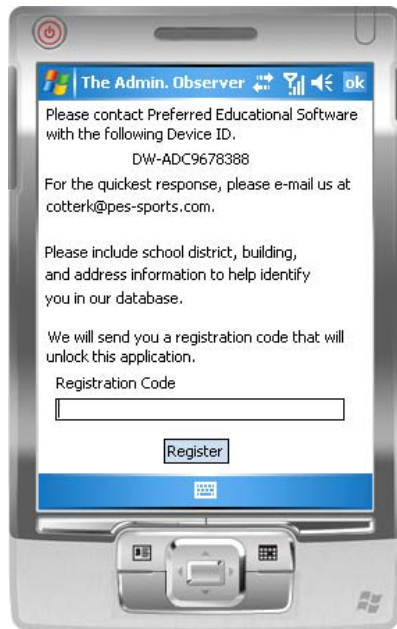 The Admin. Observer
ok
Please contact Preferred Educational Software
with the following Device ID.
DW-ADC9678388
For the quickest response, please e-mail us at
cotterk@pes-sports.com.
Please include school district, building,
and address information to help identify
you in our database.
We will send you a registration code that will
unlock this application.
Registration Code
Register